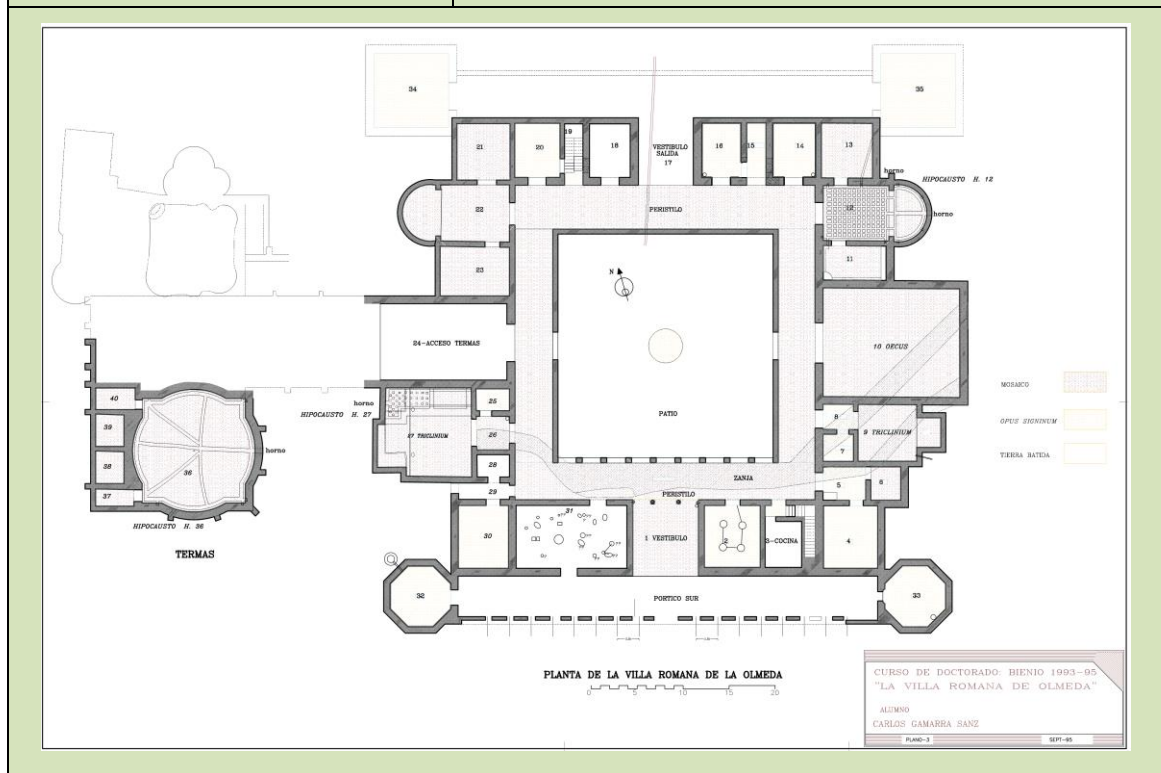 34
35
21
20
19
18
VESTIBULO
SALIDA
17
16
15
14
13
horno
HIPOCAUSTO H. 12
22
PERISTILO
12
horno
23
N
11
24-ACCESO TERMAS
10 OECUS
MOSAICO
OPUS SIGNINUM
TIERRA BATIDA
horno
HIPOCAUSTO H. 27
25
PATIO
8
27 TRICLINIUM
26
9 TRICLINIUM
7
28
ZANJA
29
PERISTILO
5
6
40
39
38
37
36
horno
HIPOCAUSTO H. 36
TERMAS
30
31
1 VESTIBULO
2
3-COCINA
4
32
PORTICO SUR
33
PLANTA DE LA VILLA ROMANA DE LA OLMEDA
0 5 10 15 20
CURSO DE DOCTORADO: BIENIO 1993-95
"LA VILLA ROMANA DE OLMEDA"
ALUMNO
CARLOS GAMARRA SANZ
PLANO-3
SEPT-95